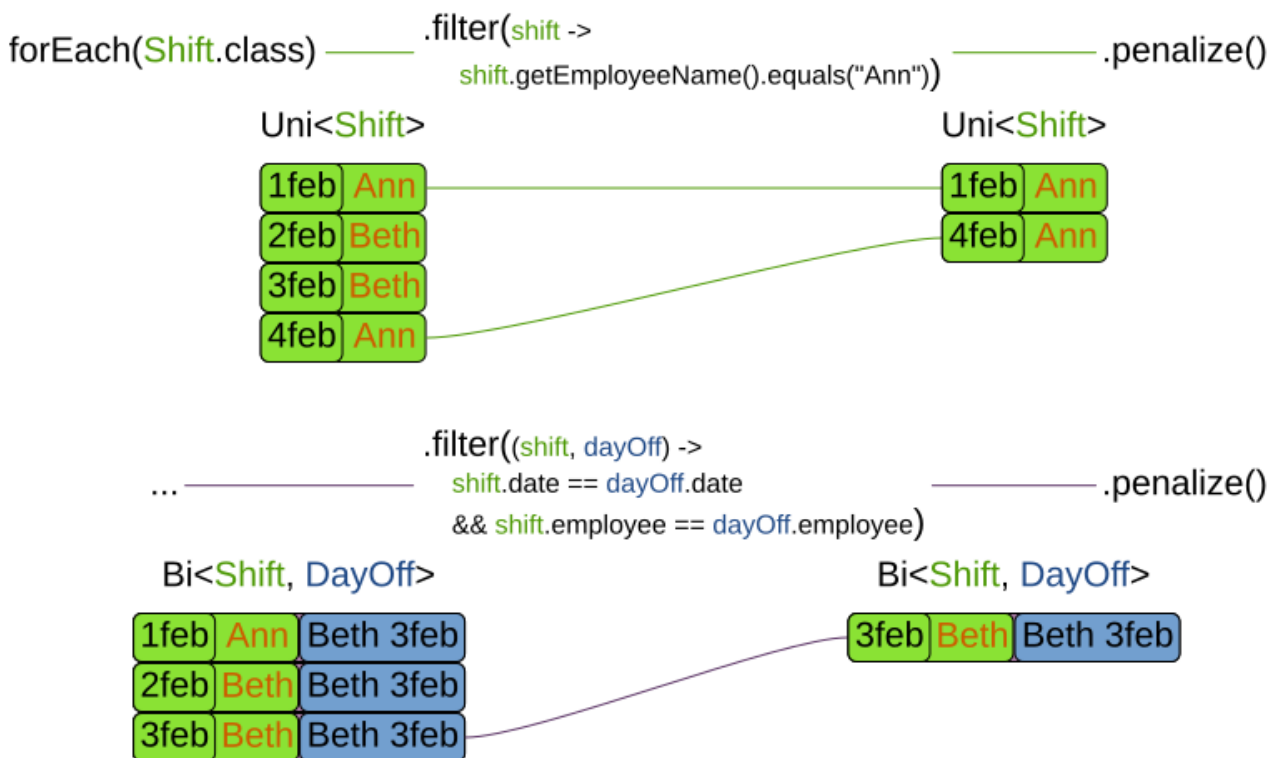 forEach(Shift.class)
.filter(shift ->
shift.getEmployeeName().equals("Ann"))
.penalize()
Uni<Shift>
Uni<Shift>
1feb Ann
1feb Ann
2feb Beth
4feb Ann
3feb Beth
4feb Ann
...
.filter((shift, dayOff) ->
shift.date == dayOff.date
&& shift.employee == dayOff.employee)
.penalize()
Bi<Shift, DayOff>
Bi<Shift, DayOff>
1feb Ann Beth 3feb
3feb Beth Beth 3feb
2feb Beth Beth 3feb
3feb Beth Beth 3feb